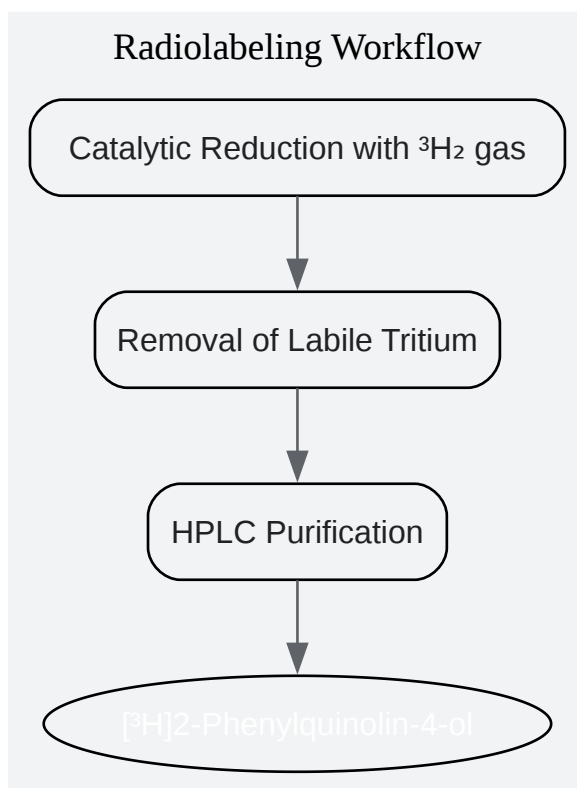 Radiolabeling Workflow
Catalytic Reduction with ³H₂ gas
Removal of Labile Tritium
HPLC Purification
[³H]2-Phenylquinolin-4-ol